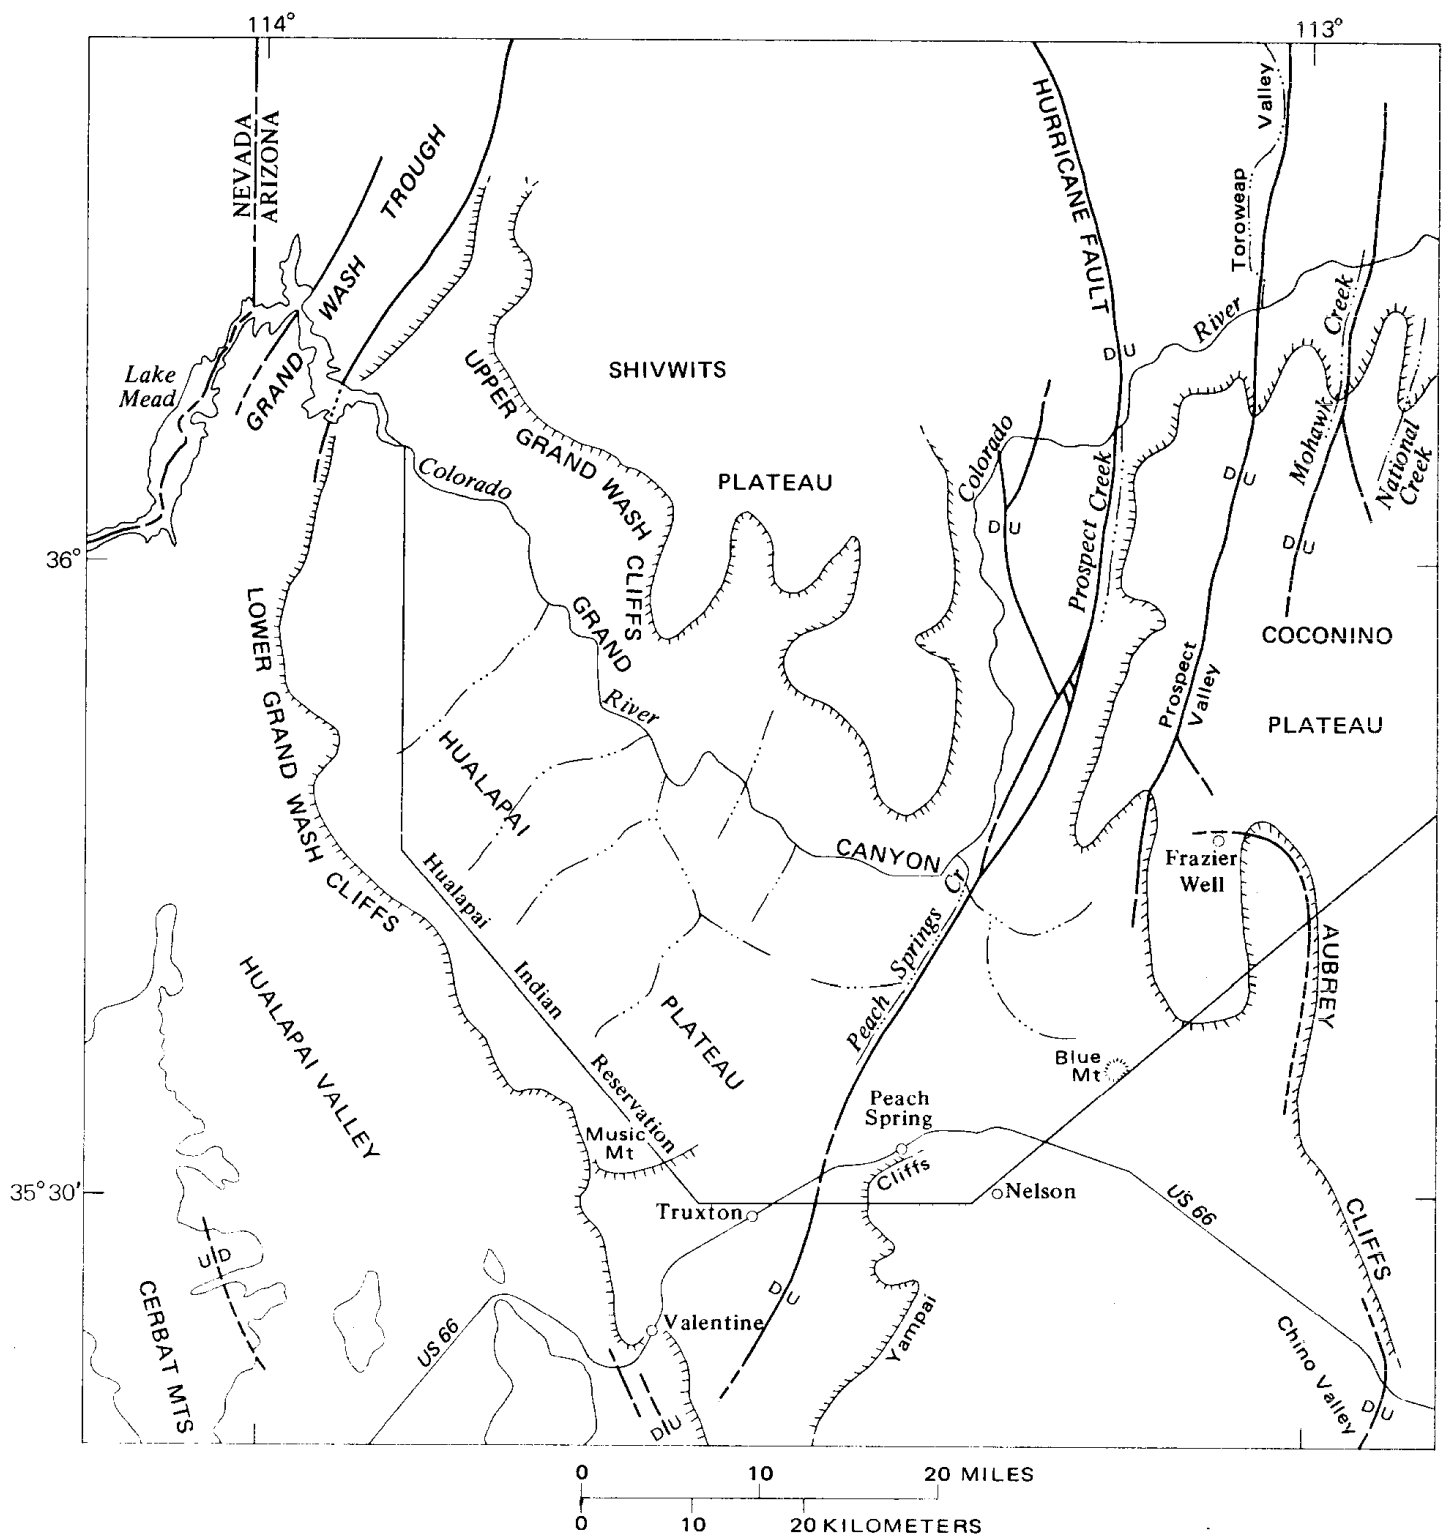 114°
113°
NEVADA
ARIZONA
GRAND WASH TROUGH
HURRICANE FAULT
Toroweap Valley
Lake
Mead
UPPER GRAND WASH CLIFFS
SHIVWITS
PLATEAU
D U
River
Mohawk Creek
National
Creek
Colorado
Colorado
D U
Prospect Creek
D U
D U
36°
LOWER GRAND WASH CLIFFS
GRAND
River
CANYON
COCONINO
PLATEAU
Prospect
Valley
HUALAPAI
PLATEAU
Hualapai Indian Reservation
Frazier
Well
Peach Springs Cr
AUBREY
CLIFFS
HUALAPAI VALLEY
Blue
Mt
Peach
Spring
Music
Mt
Cliffs
35° 30'
Truxton
Nelson
US 66
U D
D U
Valentine
Yampai
CERBAT MTS
US 66
Chino Valley
D U
D U
0 10 20 MILES
0 10 20 KILOMETERS